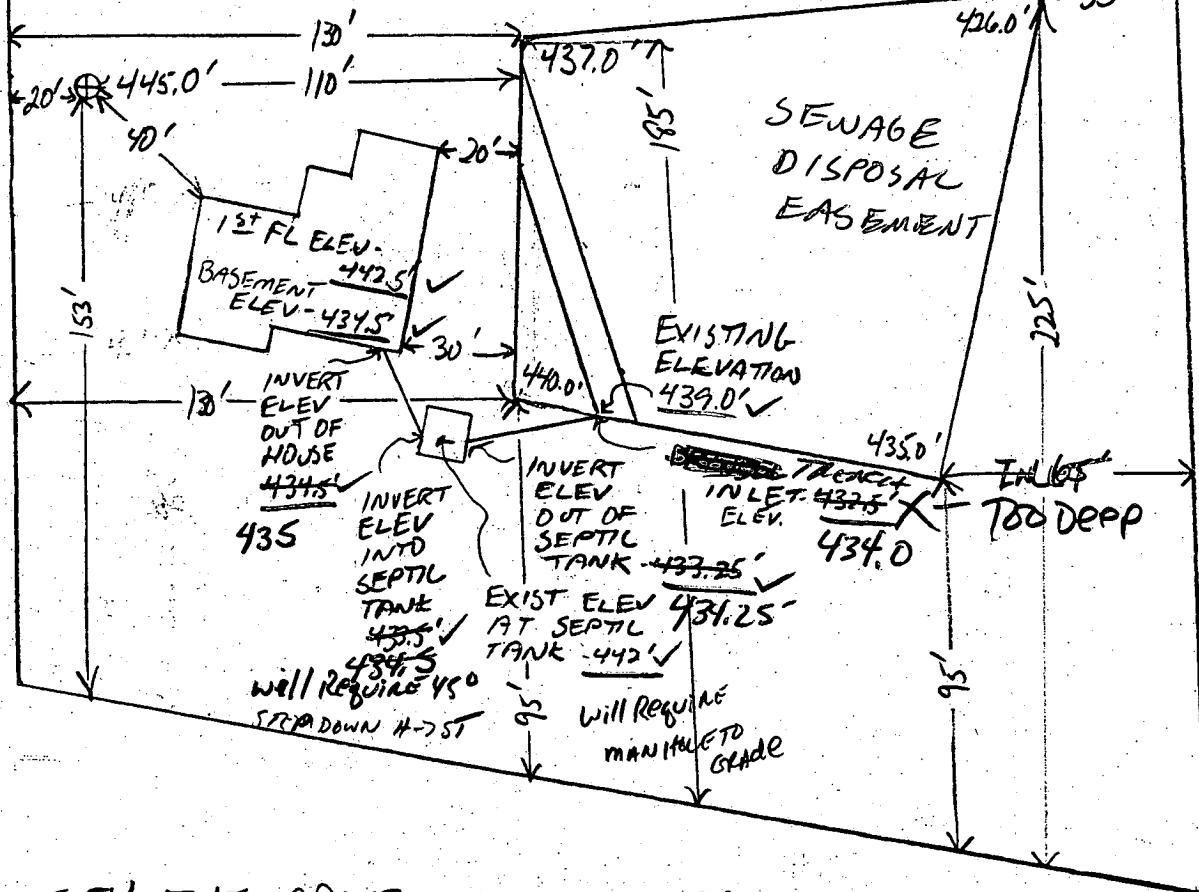 130'
426.0'
437.0'
20'
445.0'
110'
40'
20'
185'
SEWAGE
DISPOSAL
EASEMENT
1st FL ELEV-
442.5' ✓
BASEMENT
ELEV- 434.5' ✓
153'
30'
225'
EXISTING
ELEVATION
439.0' ✓
440.0'
130'
INVERT
ELEV
OUT OF
HOUSE
434.5' ✓
435
INVERT
ELEV
INTO
SEPTIC
TANK
433.5' ✓
434.5
will Require 45°
STEPDOWN H->ST
INVERT
ELEV
OUT OF
SEPTIC
TANK - 433.25' ✓
434.25'
EXIST ELEV
AT SEPTIC
TANK - 442' ✓
will Require
MANHOLE TO
GRADE
435.0'
TRENCH
INLET
ELEV. 432.5' X
434.0
165'
Too Deep
95'
95'